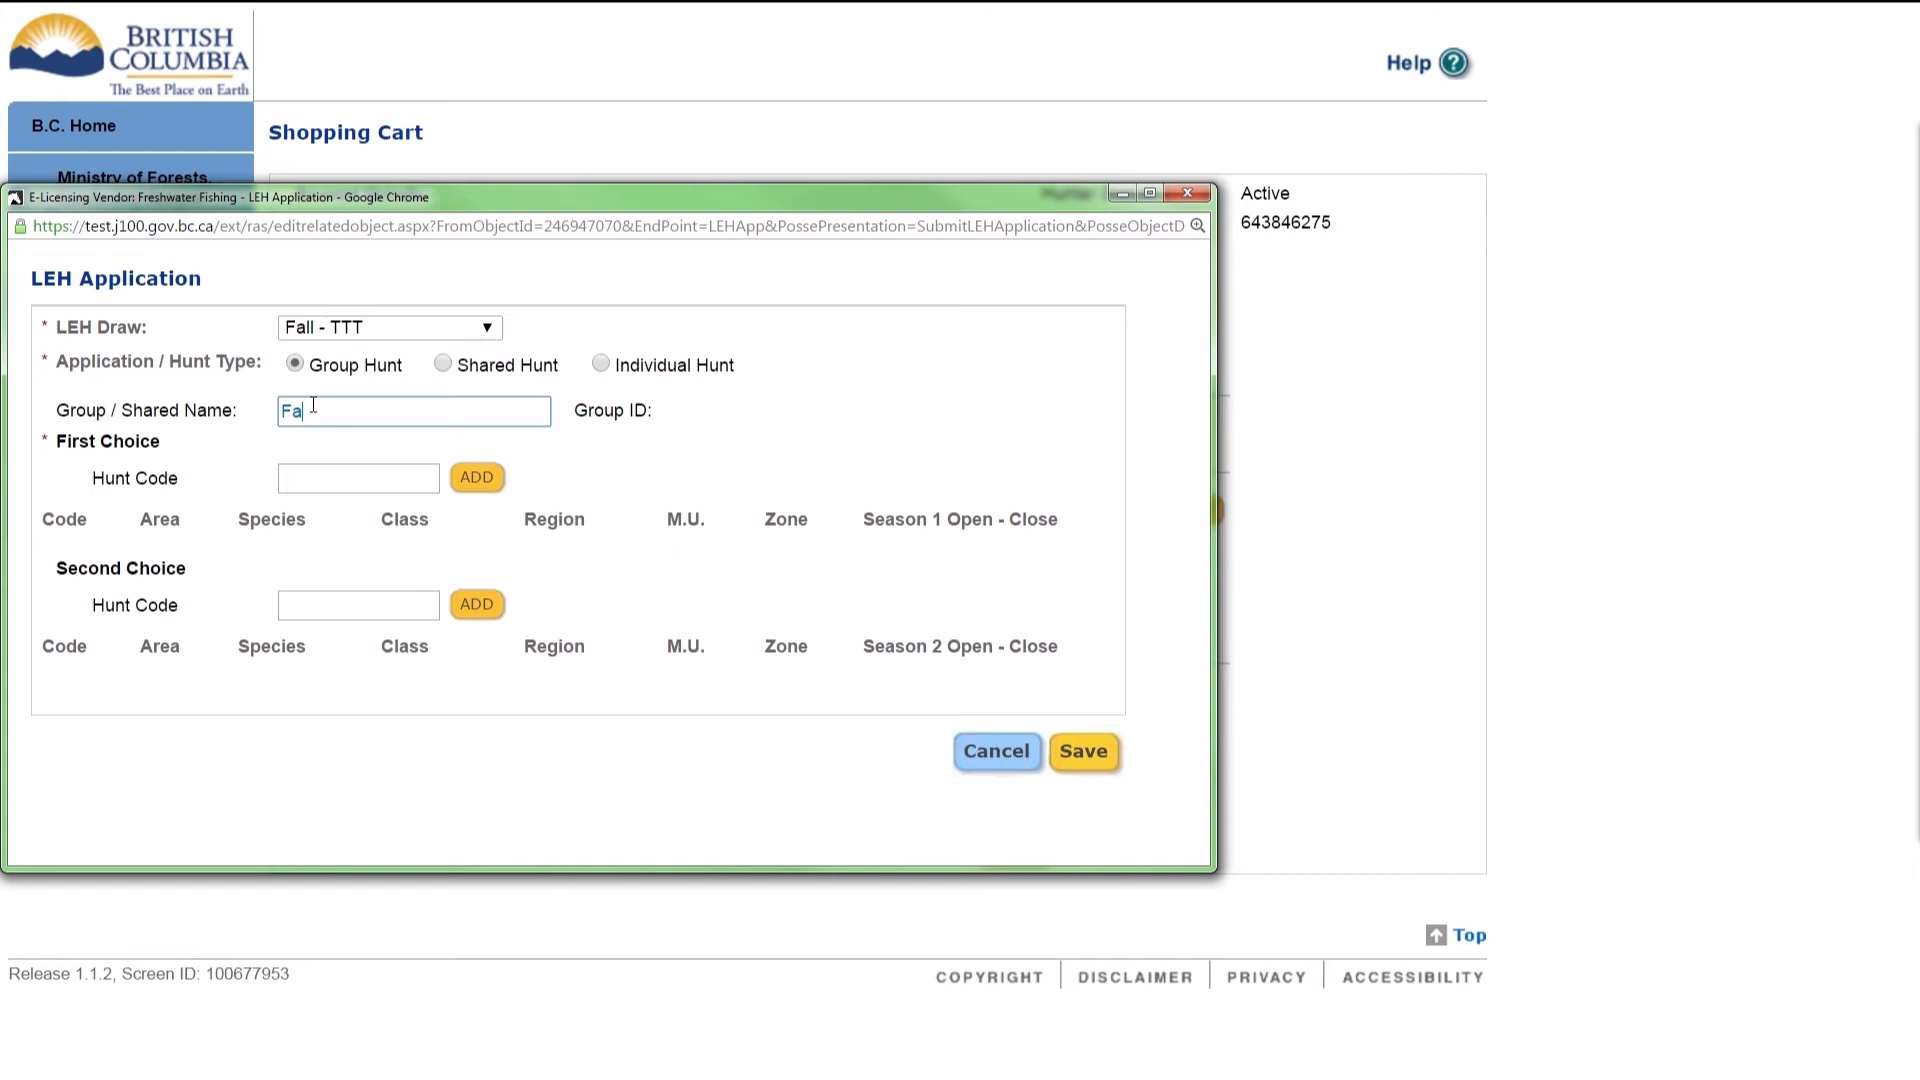 BRITISH
COLUMBIA
The Best Place on Earth
Help ?
B.C. Home
Shopping Cart
Ministry of Forests,
E-Licensing Vendor: Freshwater Fishing - LEH Application - Google Chrome
Active
https://test.j100.gov.bc.ca/ext/ras/editrelatedobject.aspx?FromObjectId=246947070&EndPoint=LEHApp&PossePresentation=SubmitLEHApplication&PosseObjectD
643846275
LEH Application
* LEH Draw: Fall - TTT
* Application / Hunt Type: Group Hunt Shared Hunt Individual Hunt
Group / Shared Name: Fa Group ID:
* First Choice
Hunt Code ADD
Code Area Species Class Region M.U. Zone Season 1 Open - Close
Second Choice
Hunt Code ADD
Code Area Species Class Region M.U. Zone Season 2 Open - Close
Cancel Save
Top
Release 1.1.2, Screen ID: 100677953
COPYRIGHT DISCLAIMER PRIVACY ACCESSIBILITY